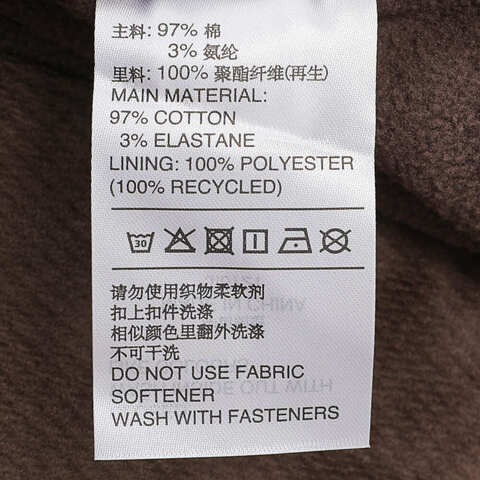 主料: 97% 棉
3% 氨纶
里料: 100% 聚酯纤维(再生)
MAIN MATERIAL:
97% COTTON
3% ELASTANE
LINING: 100% POLYESTER
(100% RECYCLED)
30
请勿使用织物柔软剂
扣上扣件洗涤
相似颜色里翻外洗涤
不可干洗
DO NOT USE FABRIC
SOFTENER
WASH WITH FASTENERS